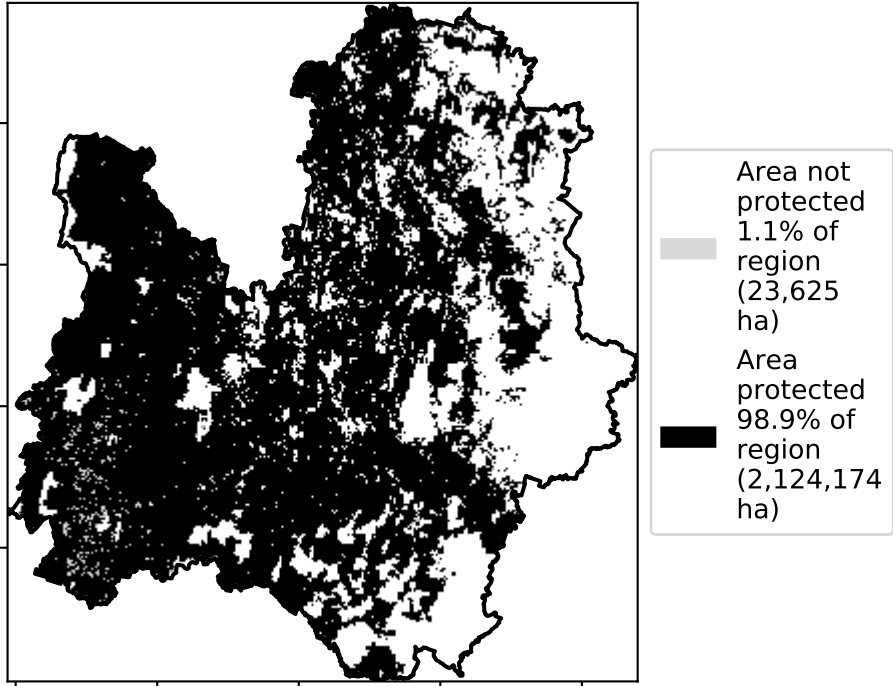 Area not
protected
1.1% of
region
(23,625
ha)
Area
protected
98.9% of
region
(2,124,174
ha)